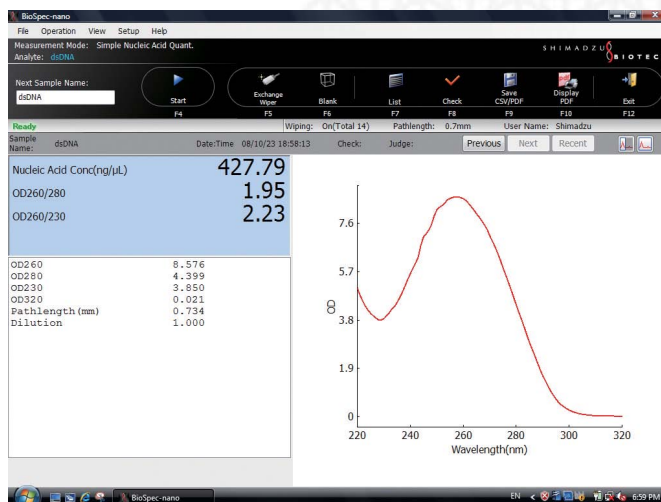 BioSpec-nano
File Operation View Setup Help
Measurement Mode: Simple Nucleic Acid Quant.
Analyte: dsDNA
SHIMADZU
BIOTEC
Next Sample Name:
dsDNA
Start
Exchange
Wiper
Blank
List
Check
Save
CSV/PDF
Display
PDF
Exit
F4 F5 F6 F7 F8 F9 F10 F12
Ready Wiping: On(Total 14) Pathlength: 0.7mm User Name: Shimadzu
Sample
Name: dsDNA Date:Time 08/10/23 18:58:13 Check: Judge: Previous Next Recent
Nucleic Acid Conc(ng/µL) 427.79
OD260/280 1.95
OD260/230 2.23
OD260 8.576
OD280 4.399
OD230 3.850
OD320 0.021
Pathlength(mm) 0.734
Dilution 1.000
OD
7.6
5.7
3.8
1.9
0
220 240 260 280 300 320
Wavelength(nm)
BioSpec-nano EN 6:59 PM